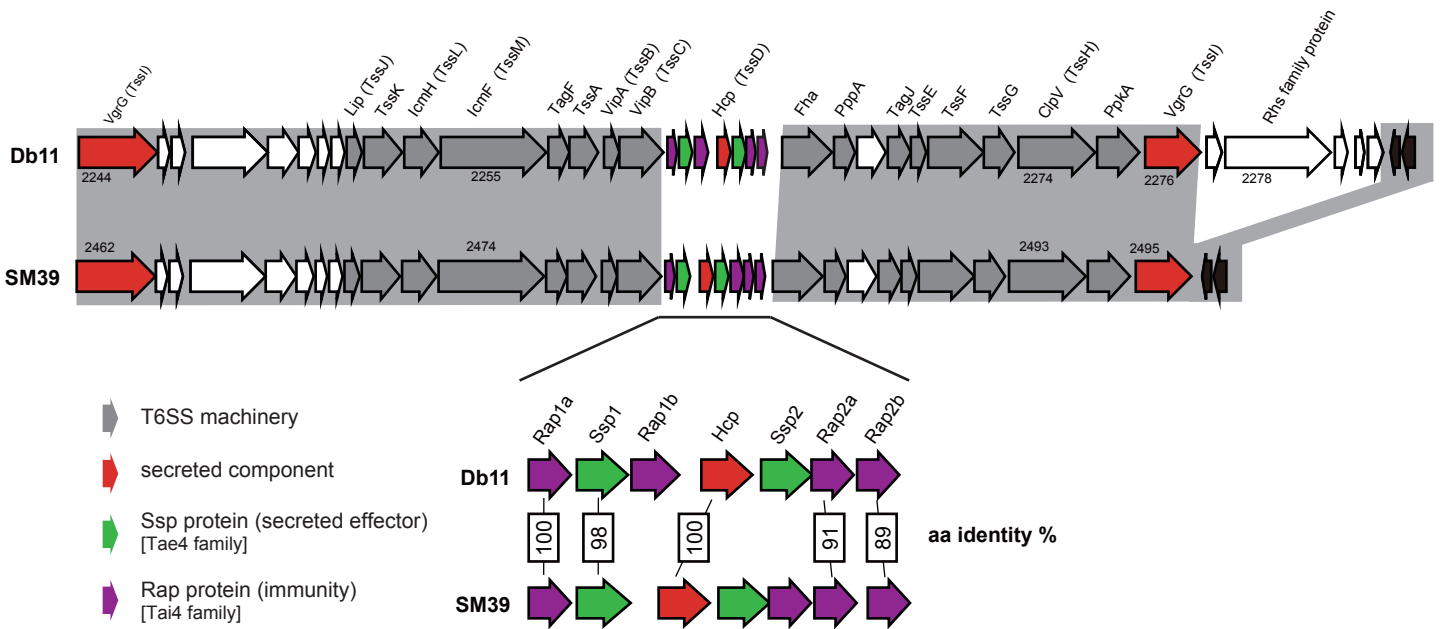 VgrG (TssI)
Lip (TssJ)
TssK
IcmH (TssL)
IcmF (TssM)
TagF
TssA
VipA (TssB)
VipB (TssC)
Hcp (TssD)
Fha
PppA
TagJ
TssE
TssF
TssG
ClpV (TssH)
PpkA
VgrG (TssI)
Rhs family protein
Db11
2244
2255
2274
2276
2278
2462
2474
2493
2495
SM39
T6SS machinery
secreted component
Ssp protein (secreted effector)
[Tae4 family]
Rap protein (immunity)
[Tai4 family]
Rap1a
Ssp1
Rap1b
Hcp
Ssp2
Rap2a
Rap2b
Db11
100
98
100
91
89
aa identity %
SM39